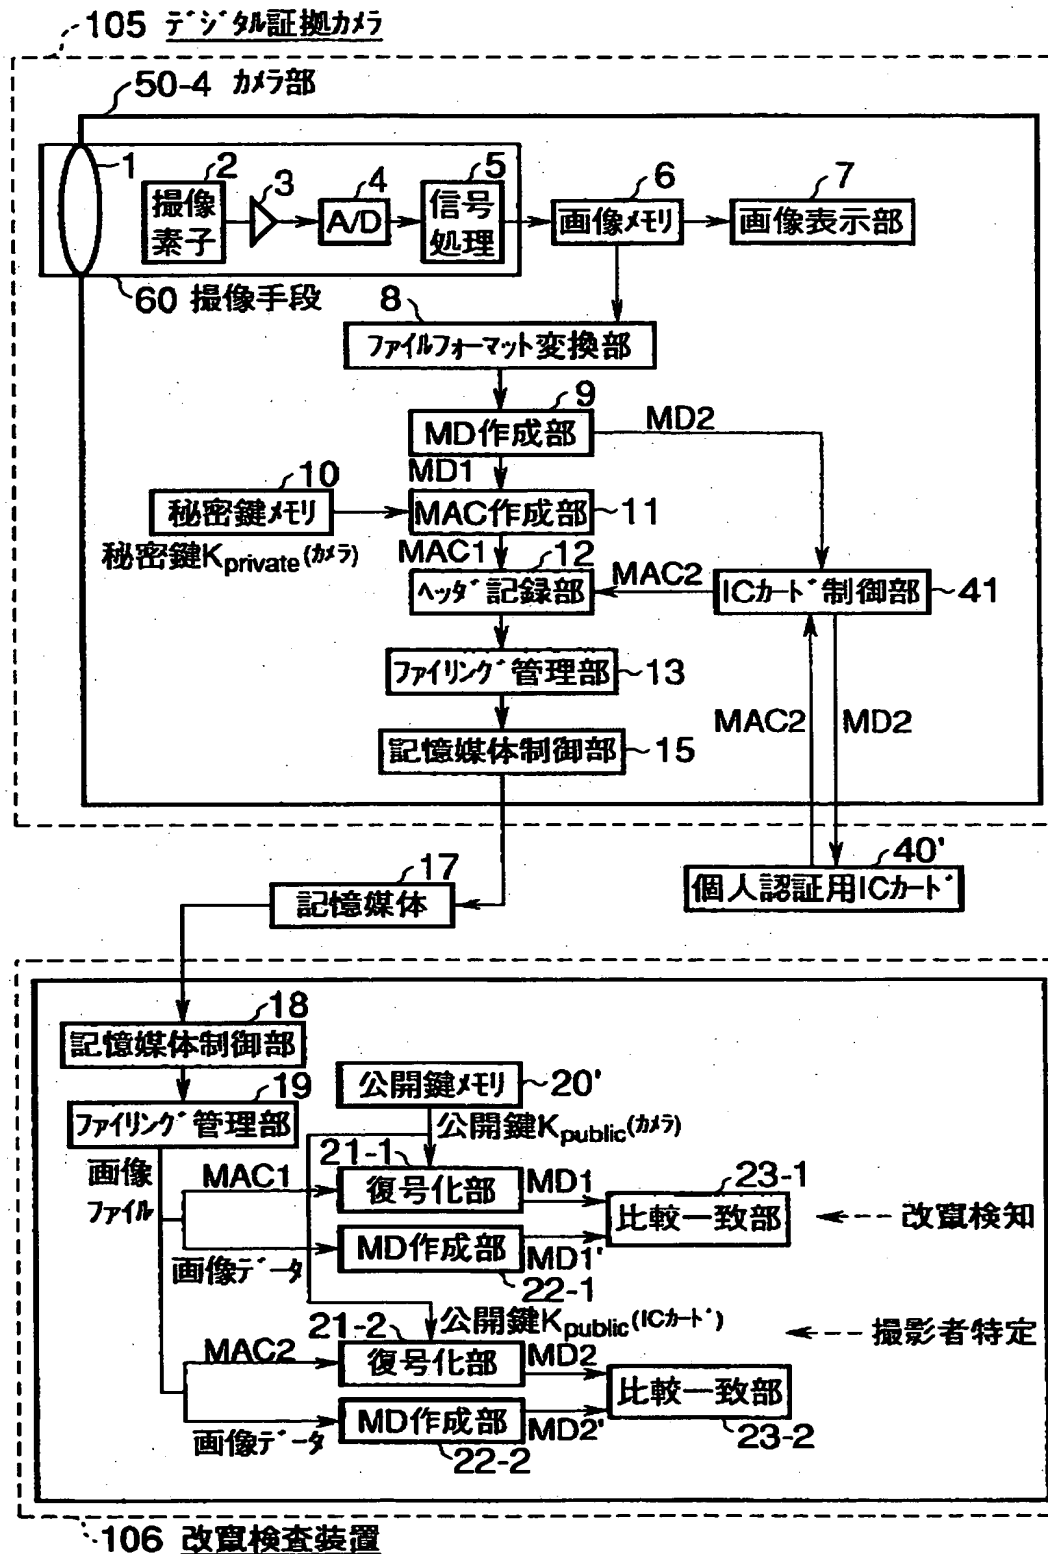 105 デジタル証拠カメラ
50-4 カメラ部
1
2
3
4
5
6
7
撮像
素子
A/D
信号
処理
画像メモリ
画像表示部
60 撮像手段
8
ファイルフォーマット変換部
9
MD作成部
MD2
MD1
10
秘密鍵メモリ
MAC作成部
11
秘密鍵Kprivate(カメラ)
MAC1
12
MAC2
ヘッダ記録部
ICカード制御部
41
ファイリング管理部
13
MAC2
MD2
記憶媒体制御部
15
17
記憶媒体
40'
個人認証用ICカード
18
記憶媒体制御部
19
ファイリング管理部
公開鍵メモリ
20'
公開鍵Kpublic(カメラ)
画像
ファイル
MAC1
21-1
復号化部
MD1
23-1
比較一致部
改竄検知
画像データ
MD作成部
MD1'
22-1
公開鍵Kpublic(ICカード)
21-2
撮影者特定
MAC2
復号化部
MD2
比較一致部
画像データ
MD作成部
MD2'
23-2
22-2
106 改竄検査装置